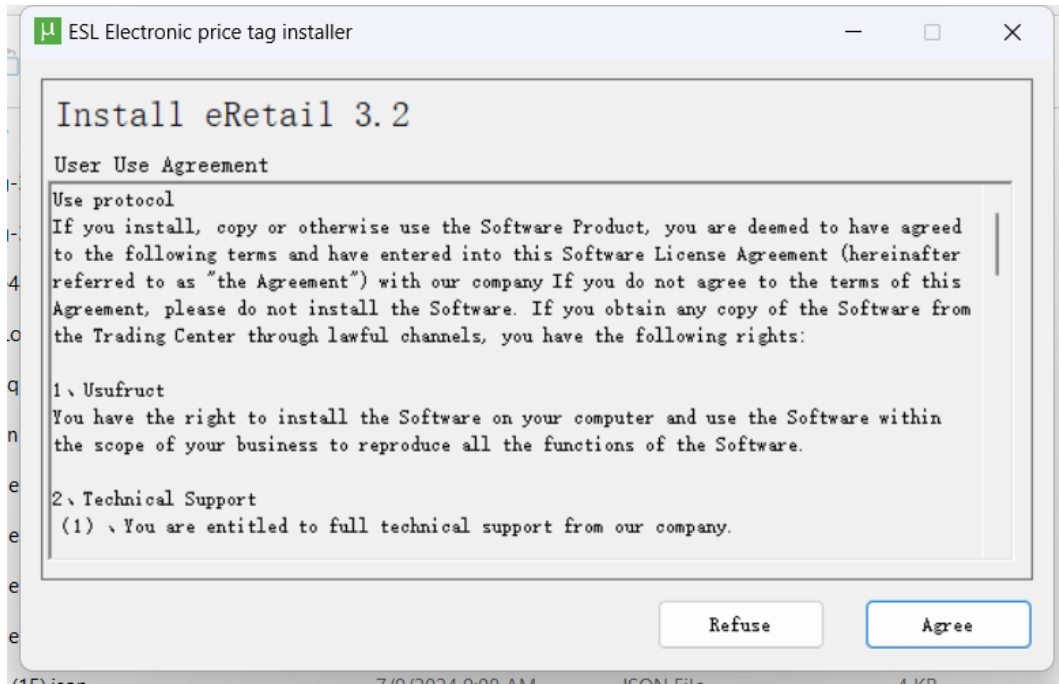 µ ESL Electronic price tag installer
Install eRetail 3.2
User Use Agreement
Use protocol
If you install, copy or otherwise use the Software Product, you are deemed to have agreed
to the following terms and have entered into this Software License Agreement (hereinafter
referred to as "the Agreement") with our company If you do not agree to the terms of this
Agreement, please do not install the Software. If you obtain any copy of the Software from
the Trading Center through lawful channels, you have the following rights:
1、Usufruct
You have the right to install the Software on your computer and use the Software within
the scope of your business to reproduce all the functions of the Software.
2、Technical Support
(1) 、You are entitled to full technical support from our company.
Refuse
Agree